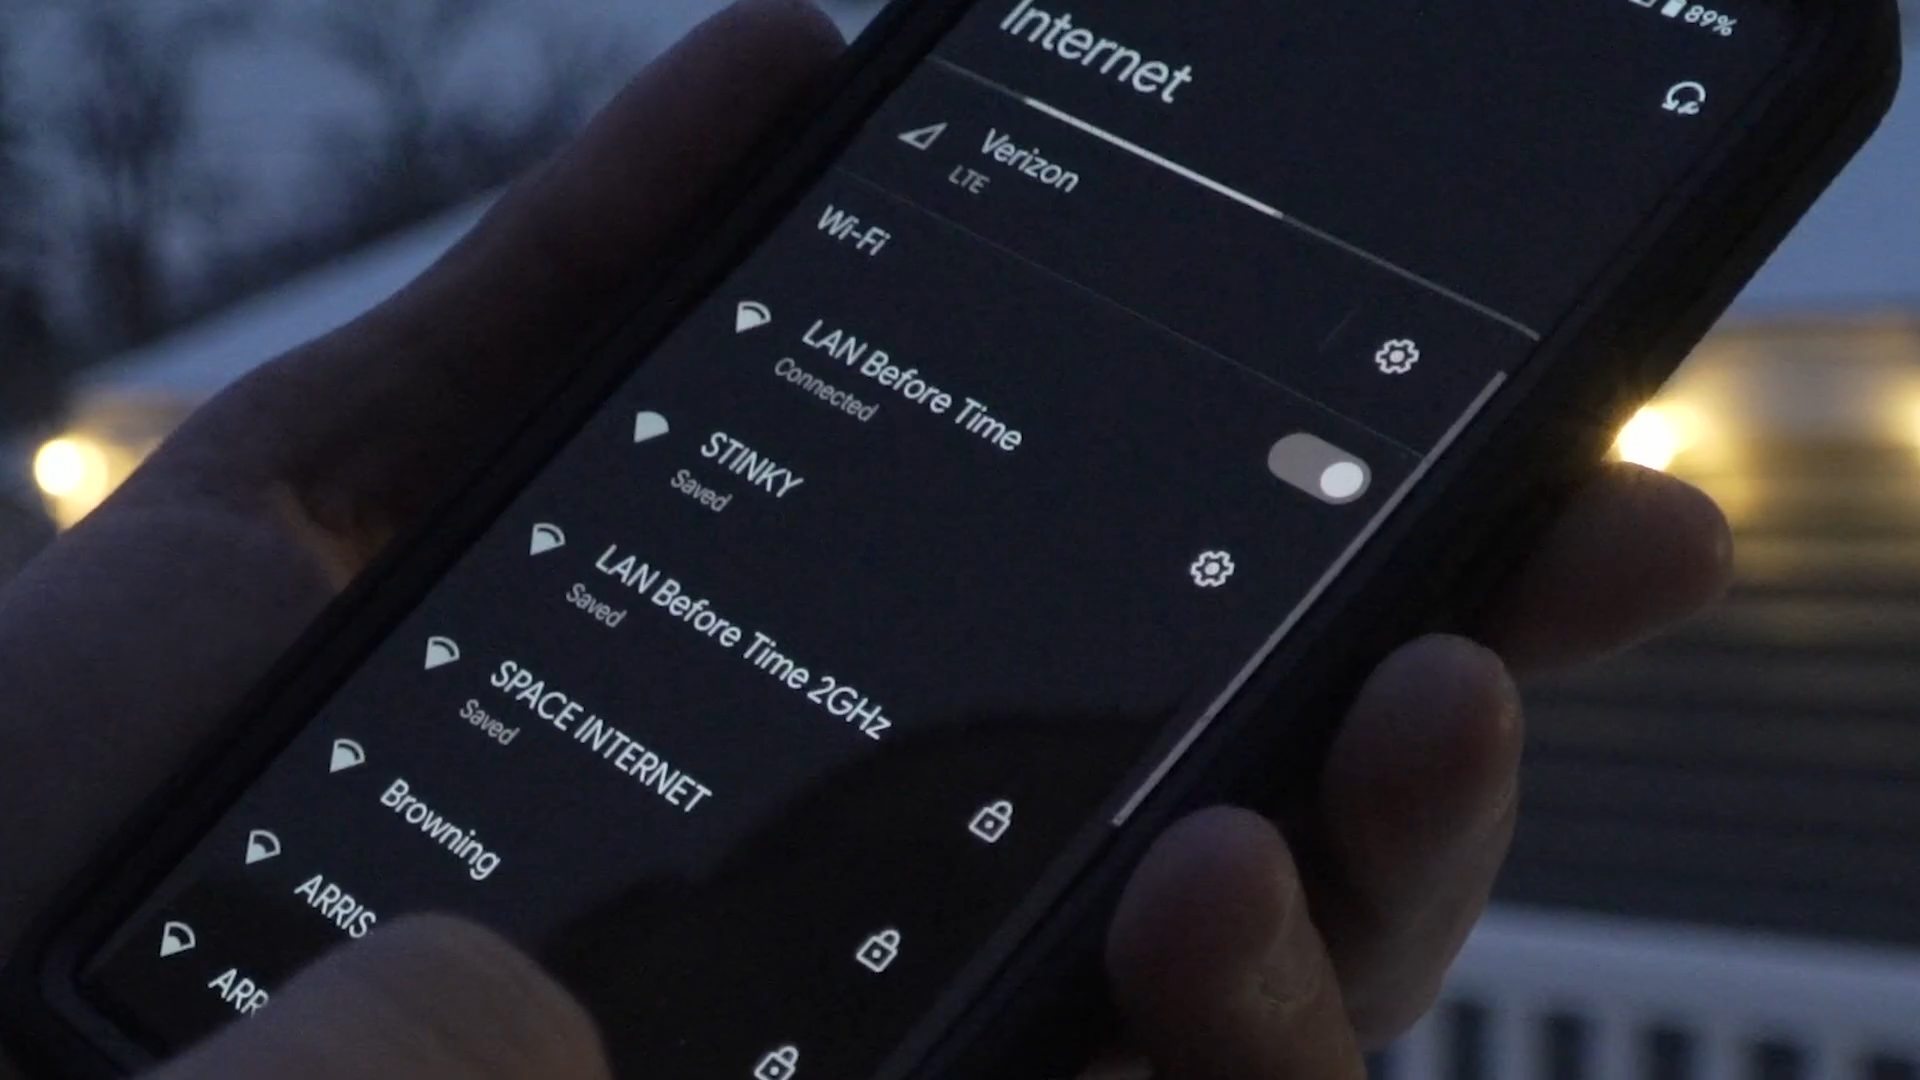 89%
Internet
Verizon
LTE
Wi-Fi
LAN Before Time
Connected
STINKY
Saved
LAN Before Time 2GHz
Saved
SPACE INTERNET
Saved
Browning
ARRIS
ARR